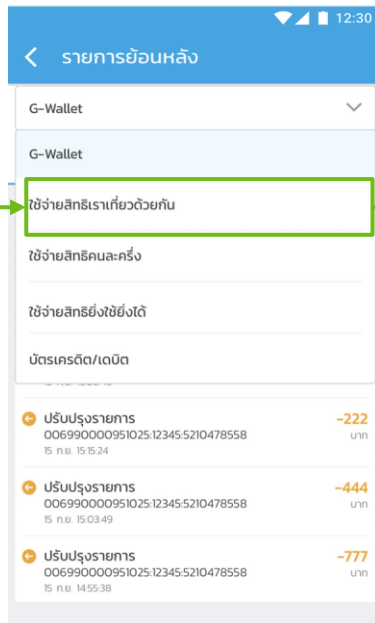 12:30
รายการย้อนหลัง
G-Wallet
G-Wallet
ใช้จ่ายสิทธิเราเที่ยวด้วยกัน
ใช้จ่ายสิทธิคนละครึ่ง
ใช้จ่ายสิทธิยิ่งใช้ยิ่งได้
บัตรเครดิต/เดบิต
ปรับปรุงรายการ -222
006990000951025:12345:5210478558 บาท
15 ก.ย. 15:15:24
ปรับปรุงรายการ -444
006990000951025:12345:5210478558 บาท
15 ก.ย. 15:03:49
ปรับปรุงรายการ -777
006990000951025:12345:5210478558 บาท
15 ก.ย. 14:55:38